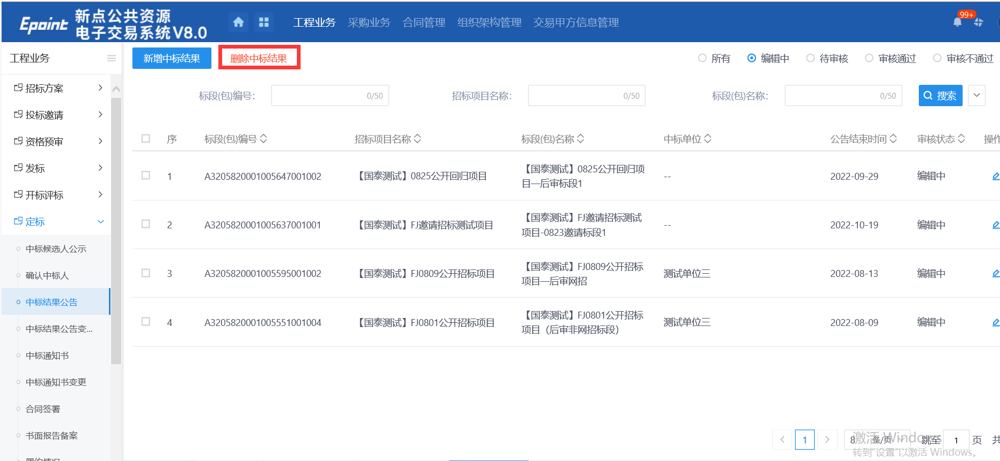 Epoint 新点公共资源
电子交易系统V8.0
工程业务 采购业务 合同管理 组织架构管理 交易甲方信息管理
99+
工程业务
招标方案
投标邀请
资格预审
发标
开标评标
定标
中标候选人公示
确认中标人
中标结果公告
中标结果公告变...
中标通知书
中标通知书变更
合同签署
书面报告备案
新增中标结果 删除中标结果
所有 编辑中 待审核 审核通过 审核不通过
标段(包)编号: 0/50 招标项目名称: 0/50 标段(包)名称: 0/50 搜索
序 标段(包)编号 招标项目名称 标段(包)名称 中标单位 公告结束时间 审核状态
1 A3205820001005647001002 【国泰测试】0825公开回归项目 【国泰测试】0825公开回归项
目—后审标段1 -- 2022-09-29 编辑中
2 A3205820001005637001001 【国泰测试】FJ邀请招标测试项目 【国泰测试】FJ邀请招标测试
项目-0823邀请标段1 -- 2022-10-19 编辑中
3 A3205820001005595001002 【国泰测试】FJ0809公开招标项目 【国泰测试】FJ0809公开招标
项目—后审网招 测试单位三 2022-08-13 编辑中
4 A3205820001005551001004 【国泰测试】FJ0801公开招标项目 【国泰测试】FJ0801公开招标
项目（后审非网招标段） 测试单位三 2022-08-09 编辑中
1 8 条/页 跳至 1 页 共
激活 Windows
转到"设置"以激活 Windows。